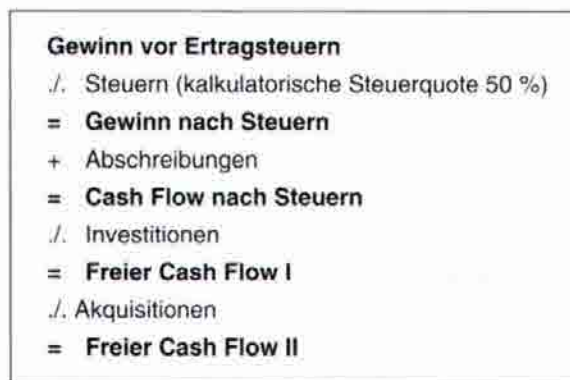 Gewinn vor Ertragsteuern
./. Steuern (kalkulatorische Steuerquote 50 %)
= Gewinn nach Steuern
+ Abschreibungen
= Cash Flow nach Steuern
./. Investitionen
= Freier Cash Flow I
./. Akquisitionen
= Freier Cash Flow II